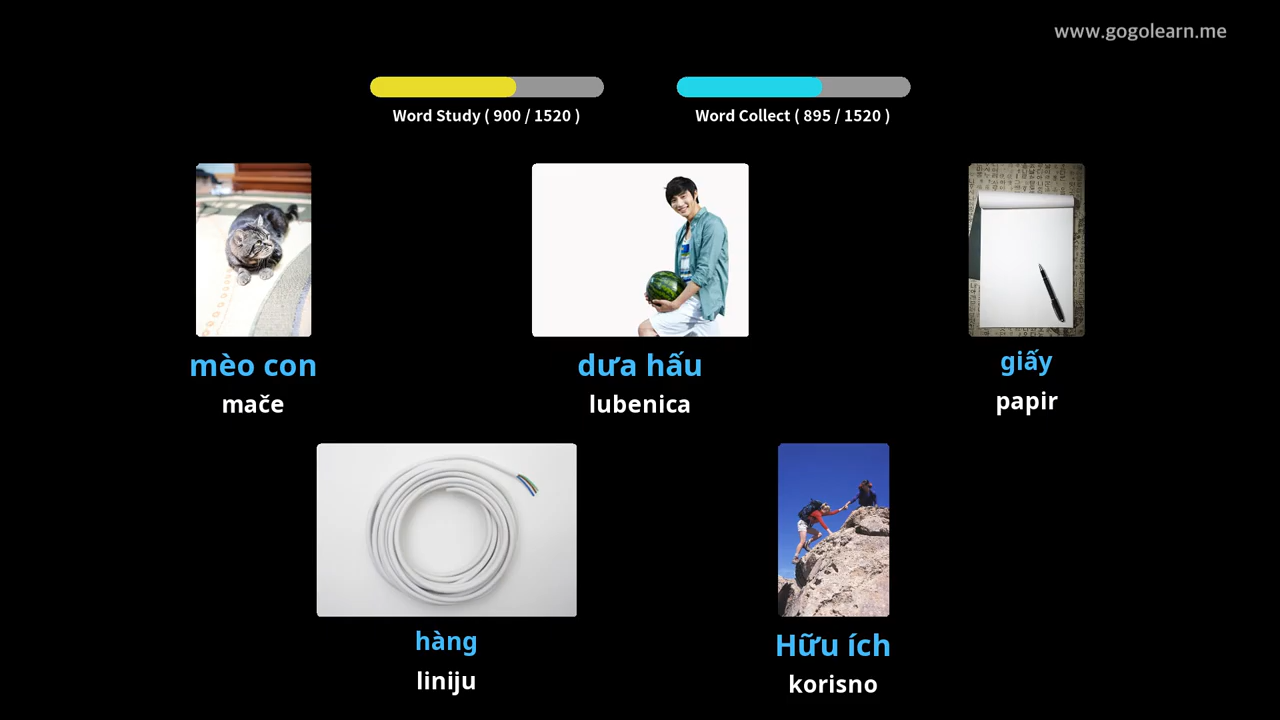 www.gogolearn.me
Word Study ( 900 / 1520 )
Word Collect ( 895 / 1520 )
mèo con
mače
dưa hấu
lubenica
giấy
papir
hàng
liniju
Hữu ích
korisno